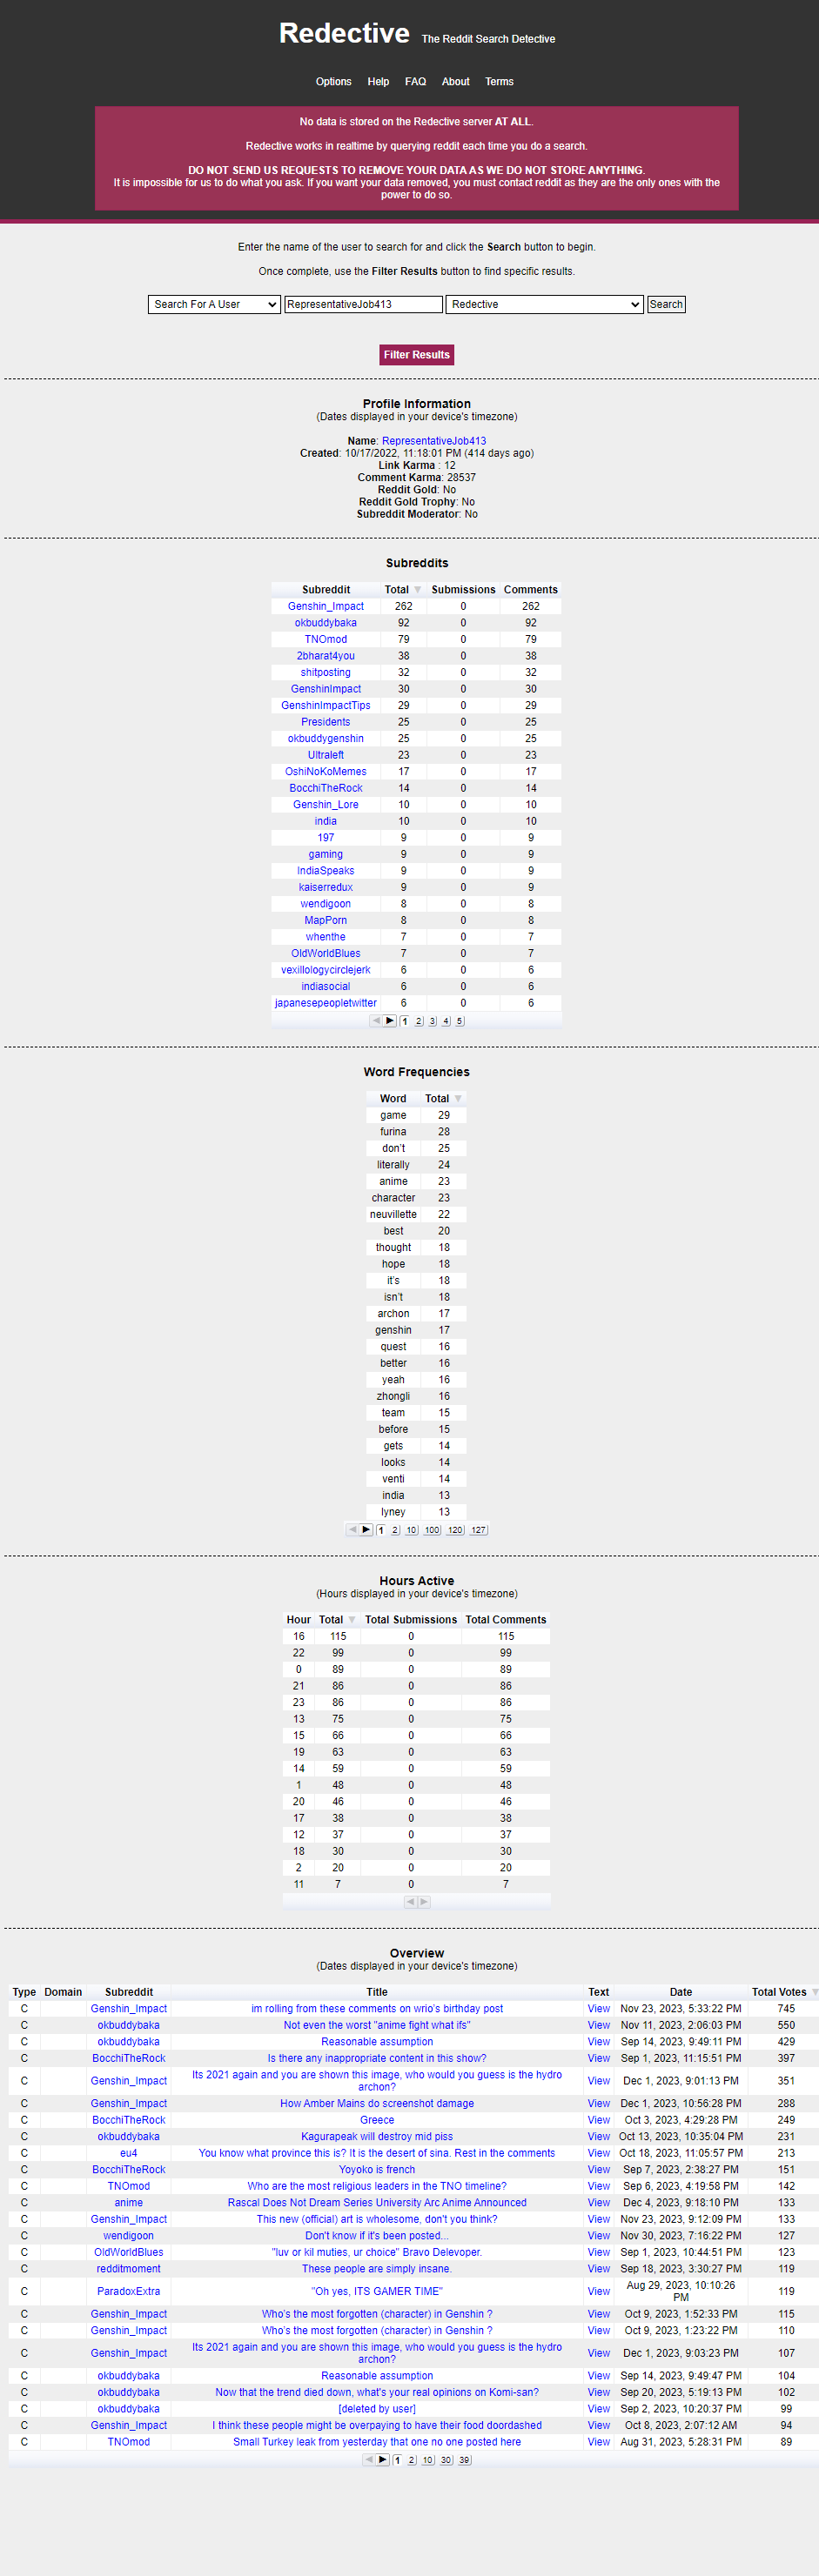 Redective The Reddit Search Detective
Options Help FAQ About Terms
No data is stored on the Redective server AT ALL.
Redective works in realtime by querying reddit each time you do a search.
DO NOT SEND US REQUESTS TO REMOVE YOUR DATA AS WE DO NOT STORE ANYTHING.
It is impossible for us to do what you ask. If you want your data removed, you must contact reddit as they are the only ones with the
power to do so.
Enter the name of the user to search for and click the Search button to begin.
Once complete, use the Filter Results button to find specific results.
Search For A User RepresentativeJob413 Redective Search
Filter Results
Profile Information
(Dates displayed in your device's timezone)
Name: RepresentativeJob413
Created: 10/17/2022, 11:18:01 PM (414 days ago)
Link Karma : 12
Comment Karma: 28537
Reddit Gold: No
Reddit Gold Trophy: No
Subreddit Moderator: No
Subreddits
Subreddit Total Submissions Comments
Genshin_Impact 262 0 262
okbuddybaka 92 0 92
TNOmod 79 0 79
2bharat4you 38 0 38
shitposting 32 0 32
GenshinImpact 30 0 30
GenshinImpactTips 29 0 29
Presidents 25 0 25
okbuddygenshin 25 0 25
Ultraleft 23 0 23
OshiNoKoMemes 17 0 17
BocchiTheRock 14 0 14
Genshin_Lore 10 0 10
india 10 0 10
197 9 0 9
gaming 9 0 9
IndiaSpeaks 9 0 9
kaiserredux 9 0 9
wendigoon 8 0 8
MapPorn 8 0 8
whenthe 7 0 7
OldWorldBlues 7 0 7
vexillologycirclejerk 6 0 6
indiasocial 6 0 6
japanesepeopletwitter 6 0 6
1 2 3 4 5
Word Frequencies
Word Total
game 29
furina 28
don't 25
literally 24
anime 23
character 23
neuvillette 22
best 20
thought 18
hope 18
it's 18
isn't 18
archon 17
genshin 17
quest 16
better 16
yeah 16
zhongli 16
team 15
before 15
gets 14
looks 14
venti 14
india 13
lyney 13
1 2 10 100 120 127
Hours Active
(Hours displayed in your device's timezone)
Hour Total Total Submissions Total Comments
16 115 0 115
22 99 0 99
0 89 0 89
21 86 0 86
23 86 0 86
13 75 0 75
15 66 0 66
19 63 0 63
14 59 0 59
1 48 0 48
20 46 0 46
17 38 0 38
12 37 0 37
18 30 0 30
2 20 0 20
11 7 0 7
Overview
(Dates displayed in your device's timezone)
Type Domain Subreddit Title Text Date Total Votes
C Genshin_Impact im rolling from these comments on wrio's birthday post View Nov 23, 2023, 5:33:22 PM 745
C okbuddybaka Not even the worst "anime fight what ifs" View Nov 11, 2023, 2:06:03 PM 550
C okbuddybaka Reasonable assumption View Sep 14, 2023, 9:49:11 PM 429
C BocchiTheRock Is there any inappropriate content in this show? View Sep 1, 2023, 11:15:51 PM 397
C Genshin_Impact Its 2021 again and you are shown this image, who would you guess is the hydro
archon? View Dec 1, 2023, 9:01:13 PM 351
C Genshin_Impact How Amber Mains do screenshot damage View Dec 1, 2023, 10:56:28 PM 288
C BocchiTheRock Greece View Oct 3, 2023, 4:29:28 PM 249
C okbuddybaka Kagurapeak will destroy mid piss View Oct 13, 2023, 10:35:04 PM 231
C eu4 You know what province this is? It is the desert of sina. Rest in the comments View Oct 18, 2023, 11:05:57 PM 213
C BocchiTheRock Yoyoko is french View Sep 7, 2023, 2:38:27 PM 151
C TNOmod Who are the most religious leaders in the TNO timeline? View Sep 6, 2023, 4:19:58 PM 142
C anime Rascal Does Not Dream Series University Arc Anime Announced View Dec 4, 2023, 9:18:10 PM 133
C Genshin_Impact This new (official) art is wholesome, don't you think? View Nov 23, 2023, 9:12:09 PM 133
C wendigoon Don't know if it's been posted... View Nov 30, 2023, 7:16:22 PM 127
C OldWorldBlues "luv or kil muties, ur choice" Bravo Delevoper. View Sep 1, 2023, 10:44:51 PM 123
C redditmoment These people are simply insane. View Sep 18, 2023, 3:30:27 PM 119
C ParadoxExtra "Oh yes, ITS GAMER TIME" View Aug 29, 2023, 10:10:26
PM 119
C Genshin_Impact Who's the most forgotten (character) in Genshin ? View Oct 9, 2023, 1:52:33 PM 115
C Genshin_Impact Who's the most forgotten (character) in Genshin ? View Oct 9, 2023, 1:23:22 PM 110
C Genshin_Impact Its 2021 again and you are shown this image, who would you guess is the hydro
archon? View Dec 1, 2023, 9:03:23 PM 107
C okbuddybaka Reasonable assumption View Sep 14, 2023, 9:49:47 PM 104
C okbuddybaka Now that the trend died down, what's your real opinions on Komi-san? View Sep 20, 2023, 5:19:13 PM 102
C okbuddybaka [deleted by user] View Sep 2, 2023, 10:20:37 PM 99
C Genshin_Impact I think these people might be overpaying to have their food doordashed View Oct 8, 2023, 2:07:12 AM 94
C TNOmod Small Turkey leak from yesterday that one no one posted here View Aug 31, 2023, 5:28:31 PM 89
1 2 10 30 39